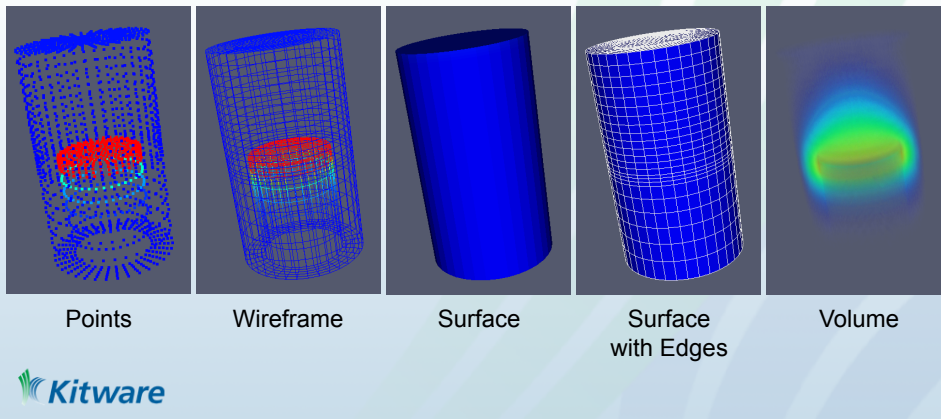 Points
Wireframe
Surface
Surface
with Edges
Volume
Kitware